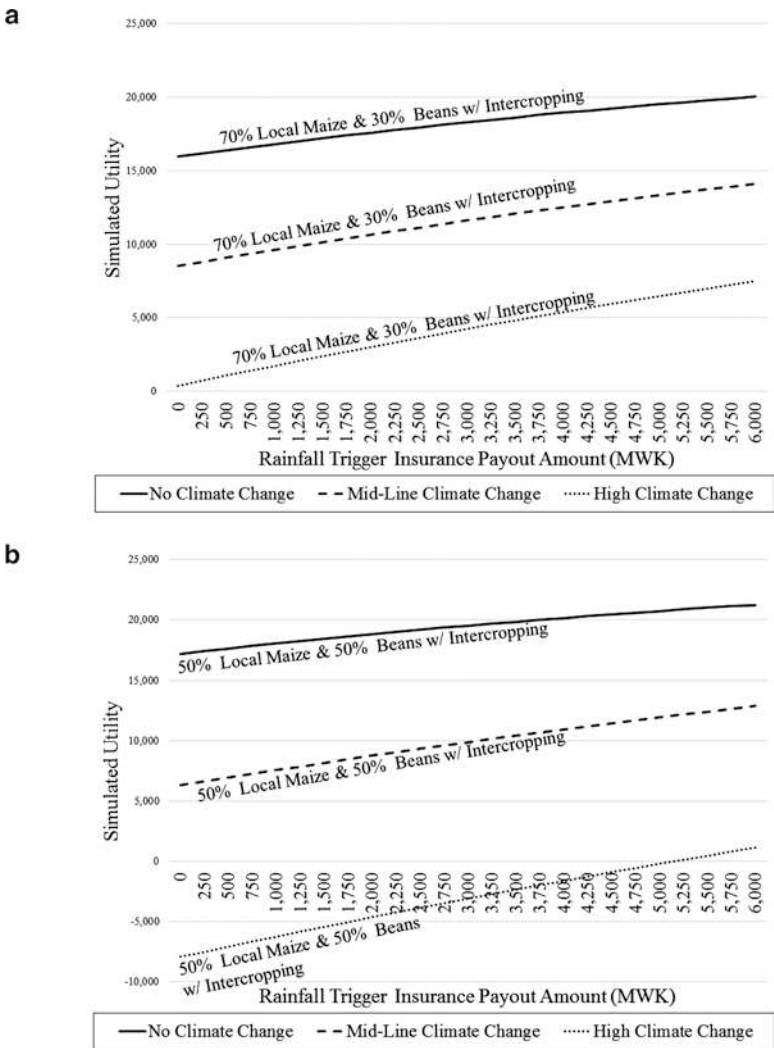 a
25,000
20,000
15,000
10,000
5,000
0
Simulated Utility
70% Local Maize & 30% Beans w/ Intercropping
70% Local Maize & 30% Beans w/ Intercropping
70% Local Maize & 30% Beans w/ Intercropping
0 250 500 750 1,000 1,250 1,500 1,750 2,000 2,250 2,500 2,750 3,000 3,250 3,500 3,750 4,000 4,250 4,500 4,750 5,000 5,250 5,500 5,750 6,000
Rainfall Trigger Insurance Payout Amount (MWK)
No Climate Change Mid-Line Climate Change High Climate Change
b
25,000
20,000
15,000
10,000
5,000
0
-5,000
-10,000
Simulated Utility
50% Local Maize & 50% Beans w/ Intercropping
50% Local Maize & 50% Beans w/ Intercropping
0 250 500 750 1,000 1,250 1,500 1,750 2,000 2,250 2,500 2,750 3,000 3,250 3,500 3,750 4,000 4,250 4,500 4,750 5,000 5,250 5,500 5,750 6,000
50% Local Maize & 50% Beans
w/ Intercropping
Rainfall Trigger Insurance Payout Amount (MWK)
No Climate Change Mid-Line Climate Change High Climate Change